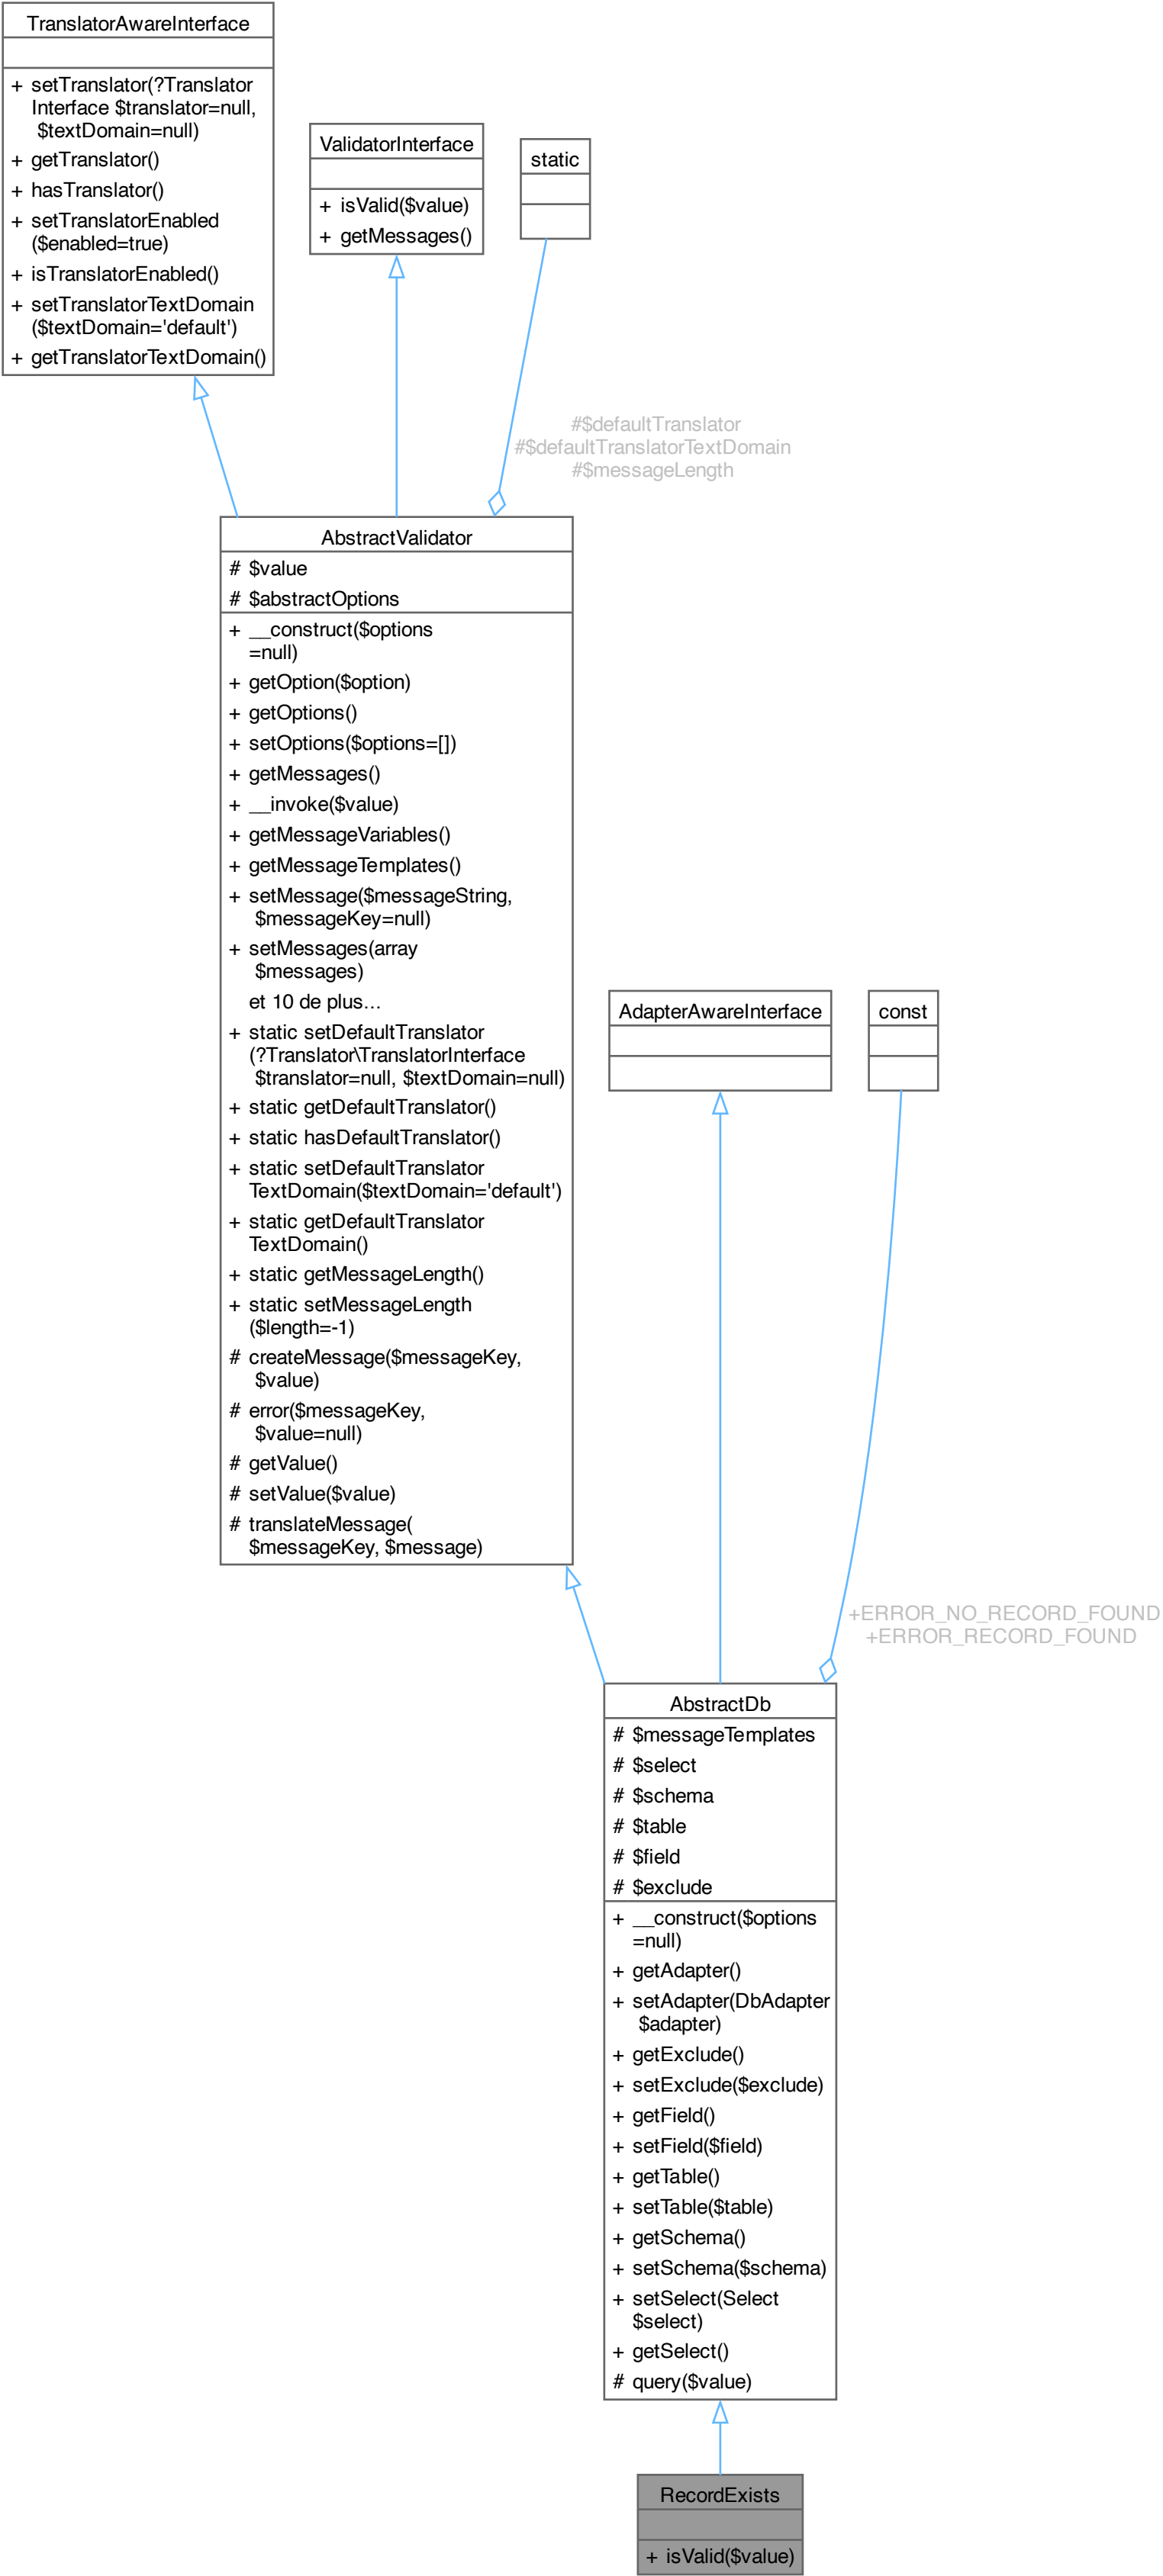 TranslatorAwareInterface
+ setTranslator(?Translator
Interface $translator=null,
$textDomain=null)
+ getTranslator()
+ hasTranslator()
+ setTranslatorEnabled
($enabled=true)
+ isTranslatorEnabled()
+ setTranslatorTextDomain
($textDomain='default')
+ getTranslatorTextDomain()
ValidatorInterface
+ isValid($value)
+ getMessages()
static
#$defaultTranslator
#$defaultTranslatorTextDomain
#$messageLength
AbstractValidator
# $value
# $abstractOptions
+ __construct($options
=null)
+ getOption($option)
+ getOptions()
+ setOptions($options=[])
+ getMessages()
+ __invoke($value)
+ getMessageVariables()
+ getMessageTemplates()
+ setMessage($messageString,
$messageKey=null)
+ setMessages(array
$messages)
et 10 de plus...
+ static setDefaultTranslator
(?Translator\TranslatorInterface
$translator=null, $textDomain=null)
+ static getDefaultTranslator()
+ static hasDefaultTranslator()
+ static setDefaultTranslator
TextDomain($textDomain='default')
+ static getDefaultTranslator
TextDomain()
+ static getMessageLength()
+ static setMessageLength
($length=-1)
# createMessage($messageKey,
$value)
# error($messageKey,
$value=null)
# getValue()
# setValue($value)
# translateMessage(
$messageKey, $message)
AdapterAwareInterface
const
+ERROR_NO_RECORD_FOUND
+ERROR_RECORD_FOUND
AbstractDb
# $messageTemplates
# $select
# $schema
# $table
# $field
# $exclude
+ __construct($options
=null)
+ getAdapter()
+ setAdapter(DbAdapter
$adapter)
+ getExclude()
+ setExclude($exclude)
+ getField()
+ setField($field)
+ getTable()
+ setTable($table)
+ getSchema()
+ setSchema($schema)
+ setSelect(Select
$select)
+ getSelect()
# query($value)
RecordExists
+ isValid($value)